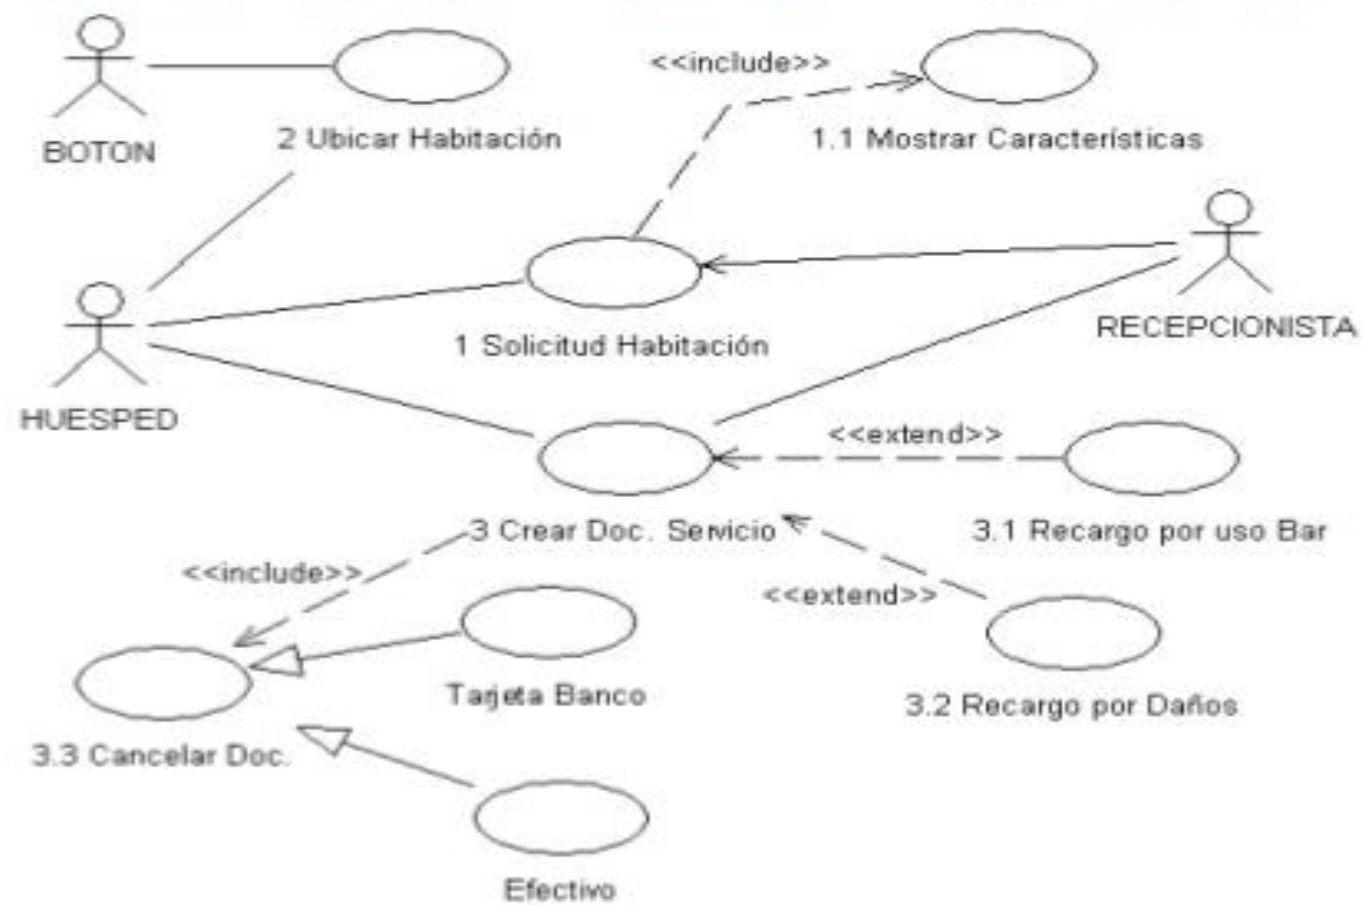 <<include>>
BOTON
2 Ubicar Habitación
1.1 Mostrar Características
RECEPCIONISTA
1 Solicitud Habitación
HUESPED
<<extend>>
3 Crear Doc. Servicio
3.1 Recargo por uso Bar
<<include>>
<<extend>>
Tarjeta Banco
3.2 Recargo por Daños
3.3 Cancelar Doc.
Efectivo